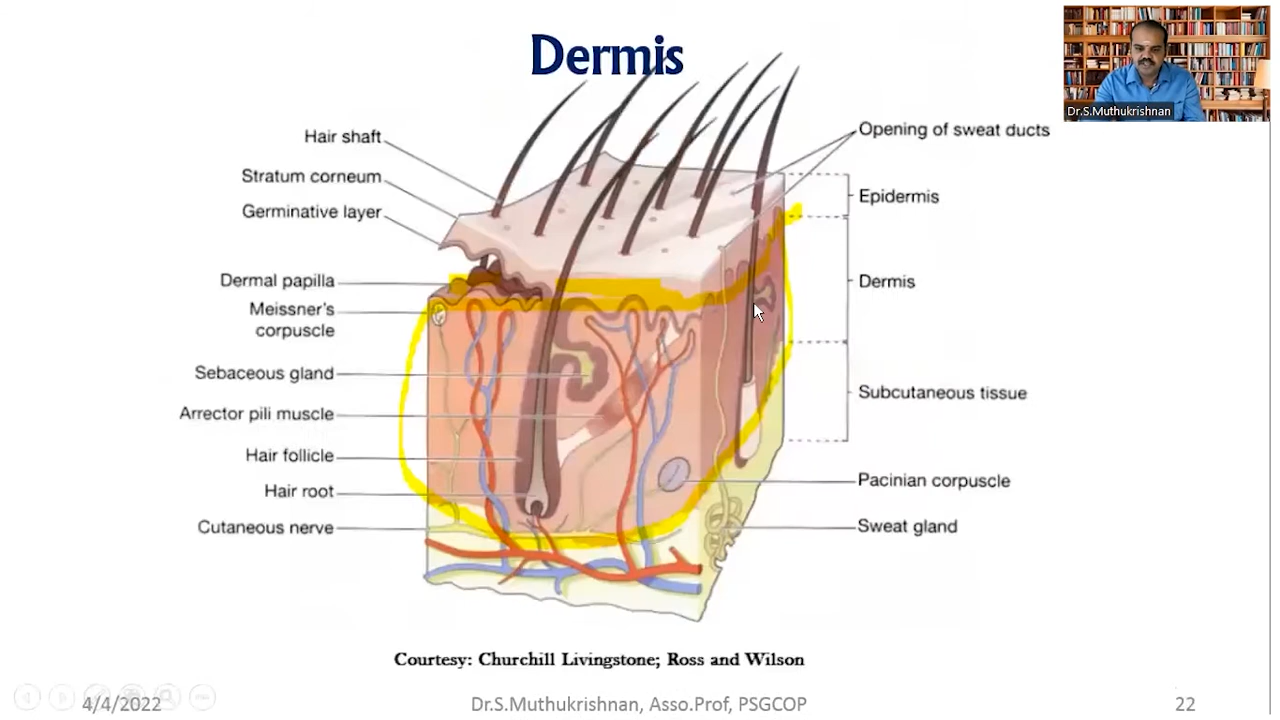 Dermis
Dr.S.Muthukrishnan
Hair shaft
Stratum corneum
Germinative layer
Dermal papilla
Meissner's
corpuscle
Sebaceous gland
Arrector pili muscle
Hair follicle
Hair root
Cutaneous nerve
Opening of sweat ducts
Epidermis
Dermis
Subcutaneous tissue
Pacinian corpuscle
Sweat gland
Courtesy: Churchill Livingstone; Ross and Wilson
4/4/2022
Dr.S.Muthukrishnan, Asso.Prof, PSGCOP
22